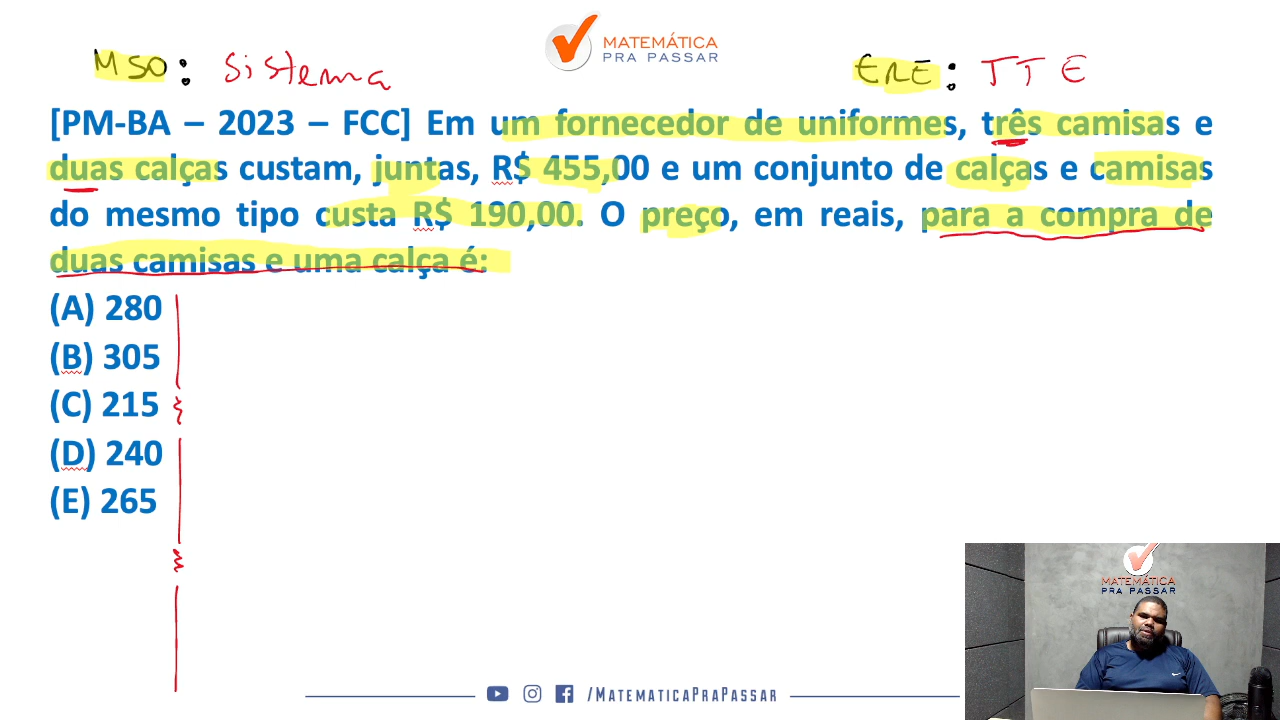 MATEMÁTICA
PRA PASSAR
MSO: Sistema
ERE: TTE
[PM-BA – 2023 – FCC] Em um fornecedor de uniformes, três camisas e
duas calças custam, juntas, R$ 455,00 e um conjunto de calças e camisas
do mesmo tipo custa R$ 190,00. O preço, em reais, para a compra de
duas camisas e uma calça é:
(A) 280
(B) 305
(C) 215
(D) 240
(E) 265
MATEMÁTICA
PRA PASSAR
/MatematicaPraPassar